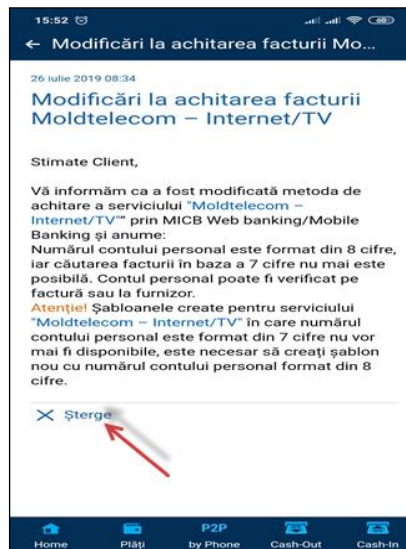 15:52
60
← Modificări la achitarea facturii Mo...
26 iulie 2019 08:34
Modificări la achitarea facturii
Moldtelecom – Internet/TV
Stimate Client,
Vă informăm ca a fost modificată metoda de
achitare a serviciului "Moldtelecom –
Internet/TV"" prin MICB Web banking/Mobile
Banking și anume:
Numărul contului personal este format din 8 cifre,
iar căutarea facturii în baza a 7 cifre nu mai este
posibilă. Contul personal poate fi verificat pe
factură sau la furnizor.
Atenție! Șabloanele create pentru serviciului
"Moldtelecom – Internet/TV" în care numărul
contului personal este format din 7 cifre nu vor
mai fi disponibile, este necesar să creați șablon
nou cu numărul contului personal format din 8
cifre.
Șterge
Home Plăți P2P by Phone Cash-Out Cash-In